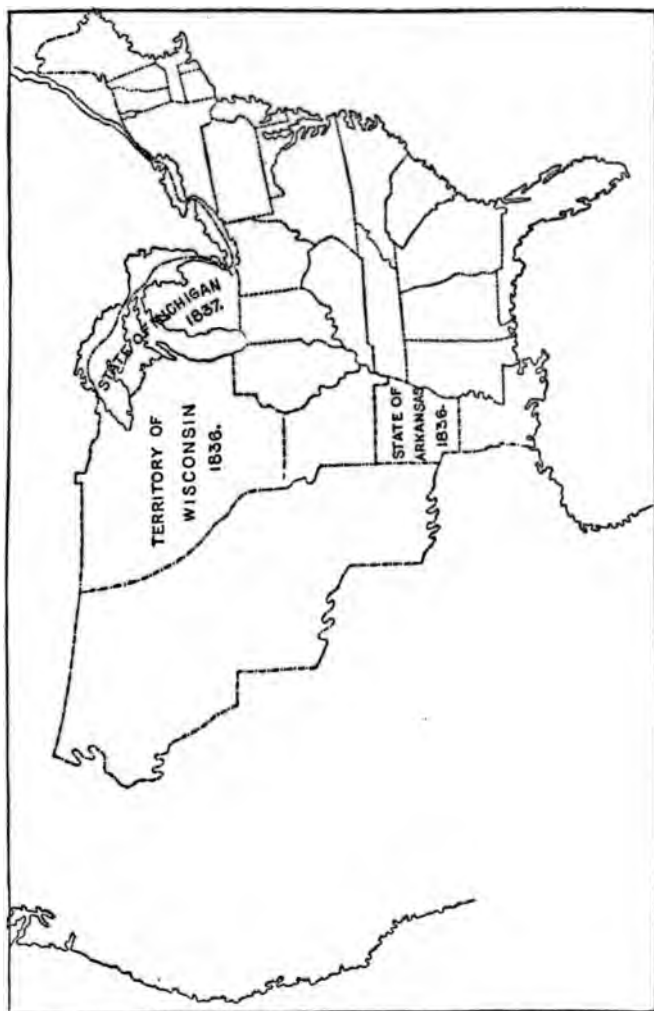 STATE OF MICHIGAN
1837.
TERRITORY OF
WISCONSIN
1836.
STATE OF
ARKANSAS
1836.